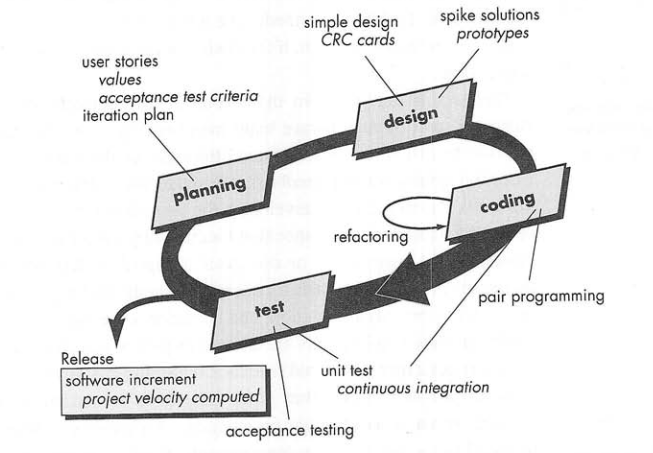 simple design
CRC cards
spike solutions
prototypes
user stories
values
acceptance test criteria
iteration plan
design
planning
coding
refactoring
pair programming
test
Release
software increment
project velocity computed
unit test
continuous integration
acceptance testing